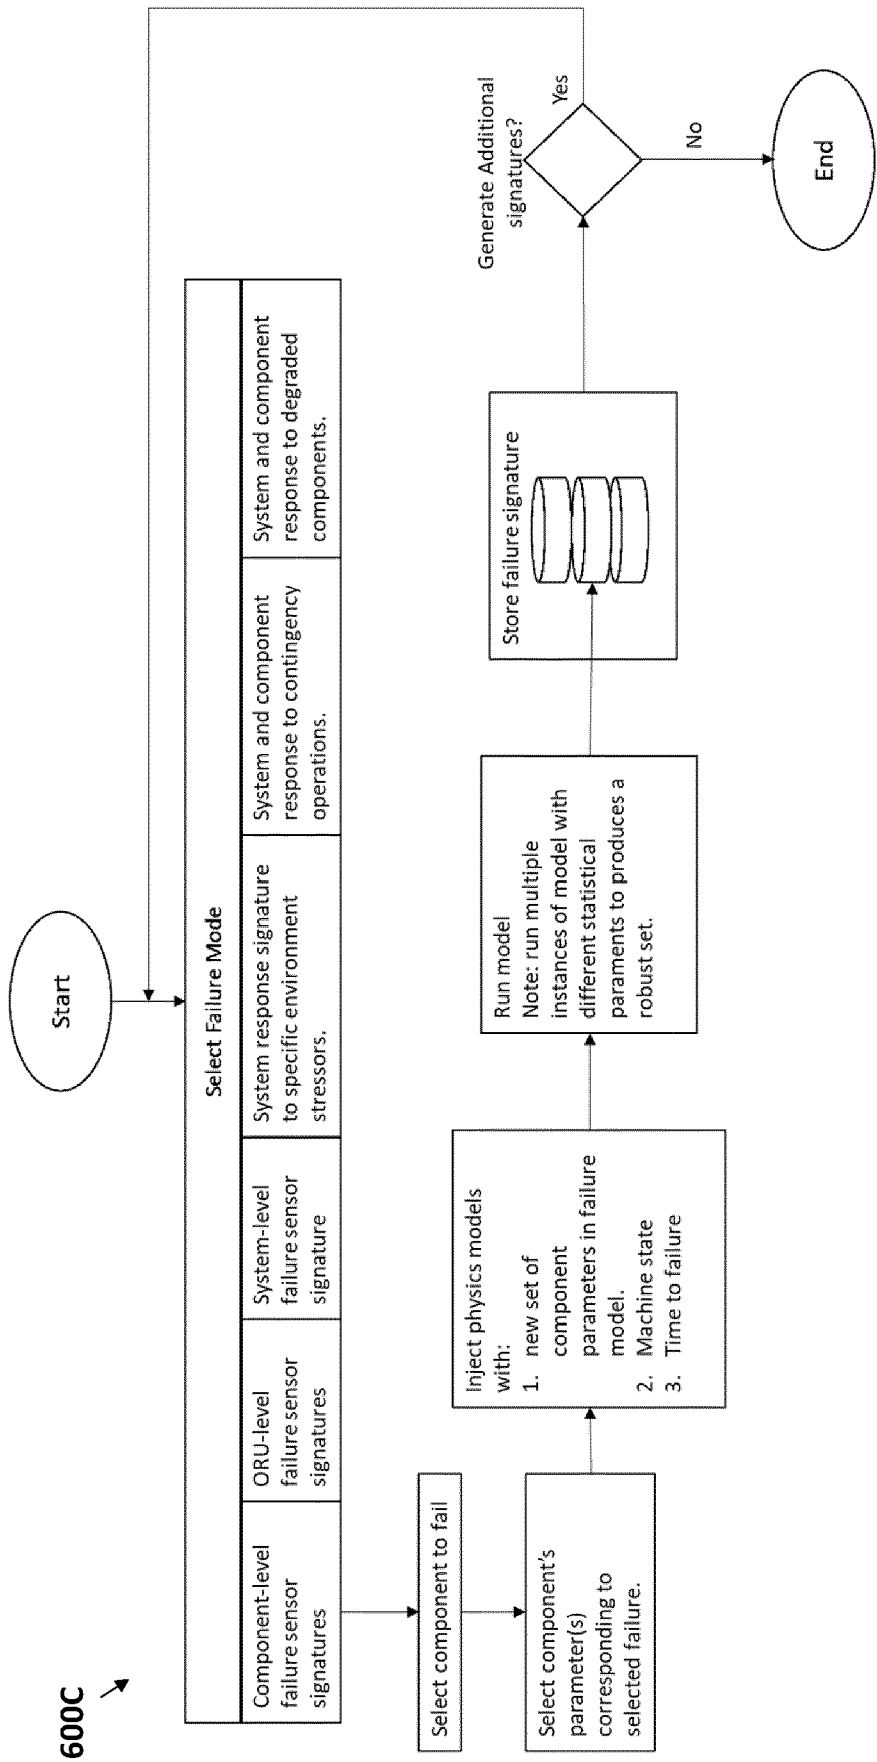 600C
Start
Select Failure Mode
Component-level
failure sensor
signatures
ORU-level
failure sensor
signatures
System-level
failure sensor
signature
System response signature
to specific environment
stressors.
System and component
response to contingency
operations.
System and component
response to degraded
components.
Select component to fail
Select component's
parameter(s)
corresponding to
selected failure.
Inject physics models
with:
1. new set of
component
parameters in failure
model.
2. Machine state
3. Time to failure
Run model
Note: run multiple
instances of model with
different statistical
paraments to produces a
robust set.
Store failure signature
Generate Additional
signatures?
Yes
No
End